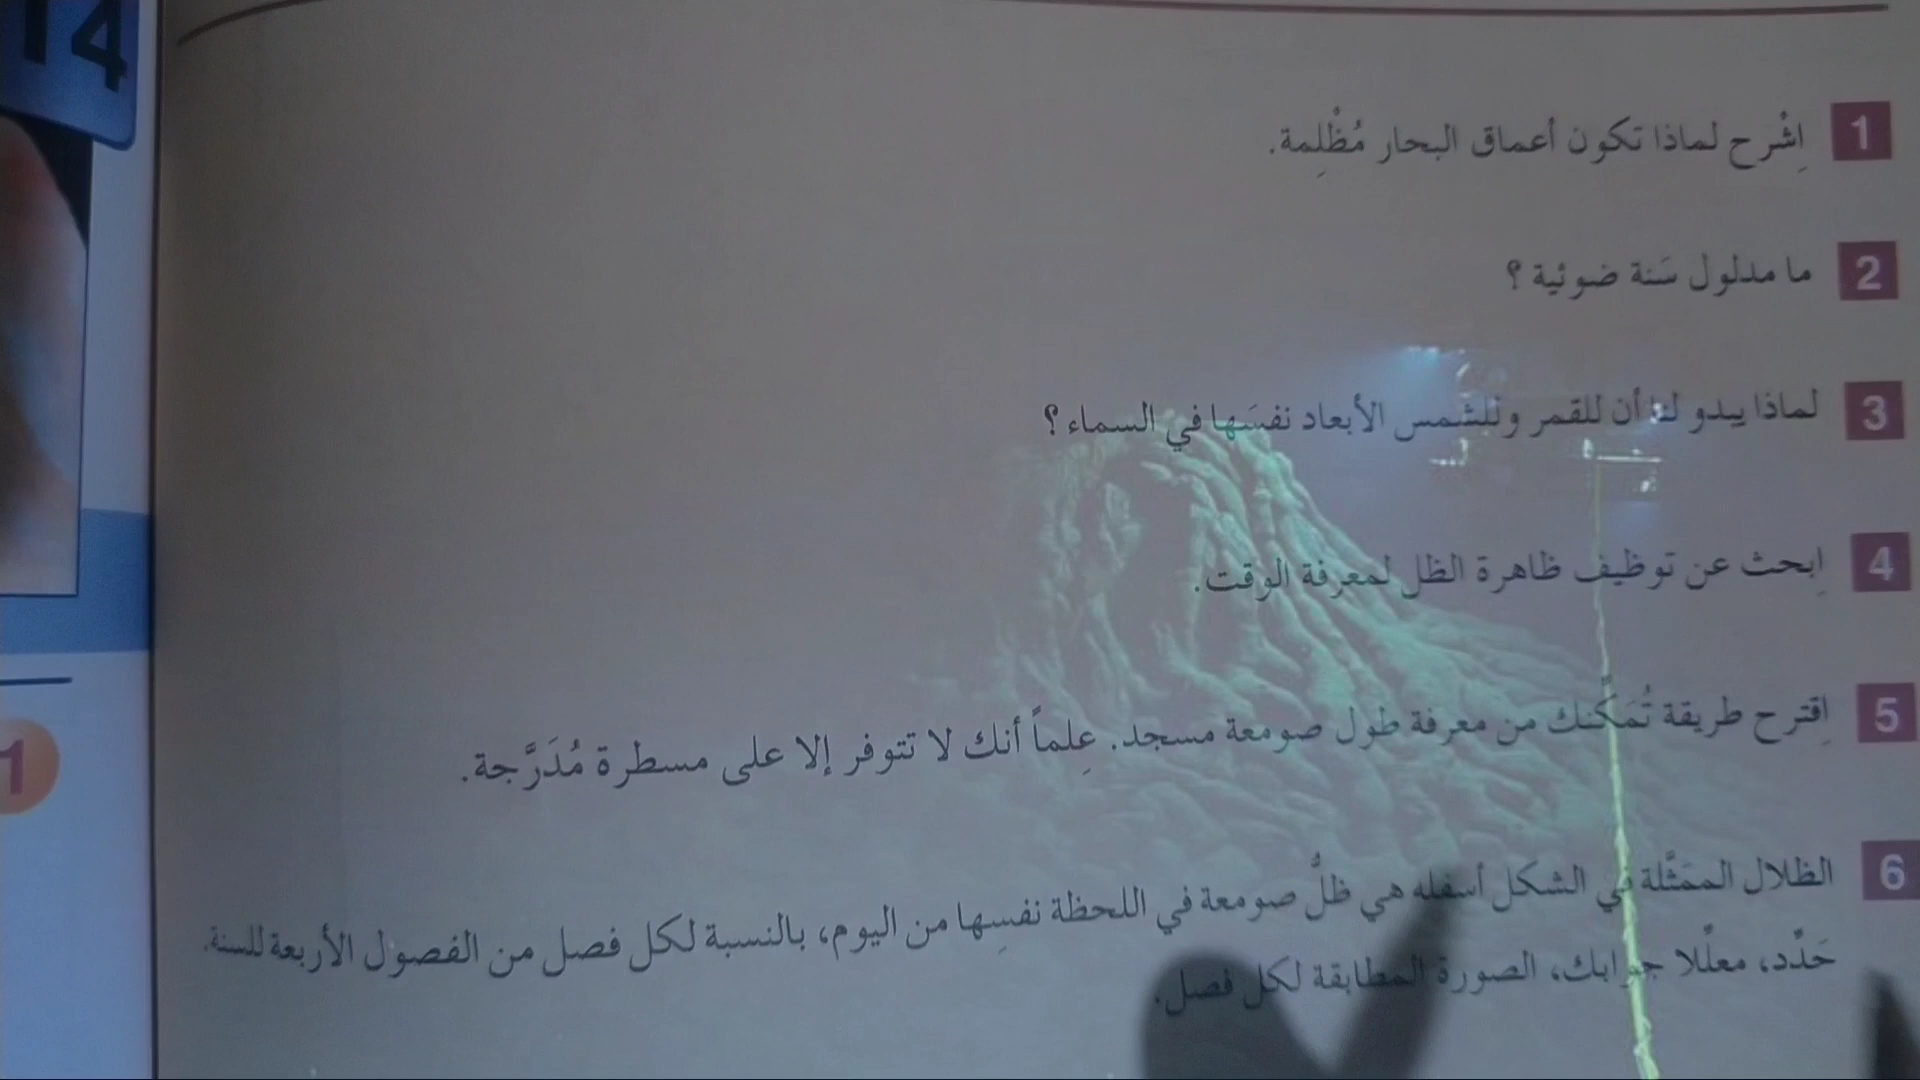 14
1 اِشْرح لماذا تكون أعماق البحار مُظْلِمة.
2 ما مدلول سَنة ضوئية ؟
3 لماذا يبدو لنا أن للقمر وللشمس الأبعاد نفسَها في السماء ؟
4 اِبحث عن توظيف ظاهرة الظل لمعرفة الوقت.
5 اِقترح طريقة تُمَكِّنك من معرفة طول صومعة مسجد. عِلماً أنك لا تتوفر إلا على مسطرة مُدَرَّجة.
6 الظلال الممَثَّلة في الشكل أسفله هي ظلُّ صومعة في اللحظة نفسِها من اليوم، بالنسبة لكل فصل من الفصول الأربعة للسنة.
حَدِّد، معلِّلا جوابك، الصورة المطابقة لكل فصل.
1